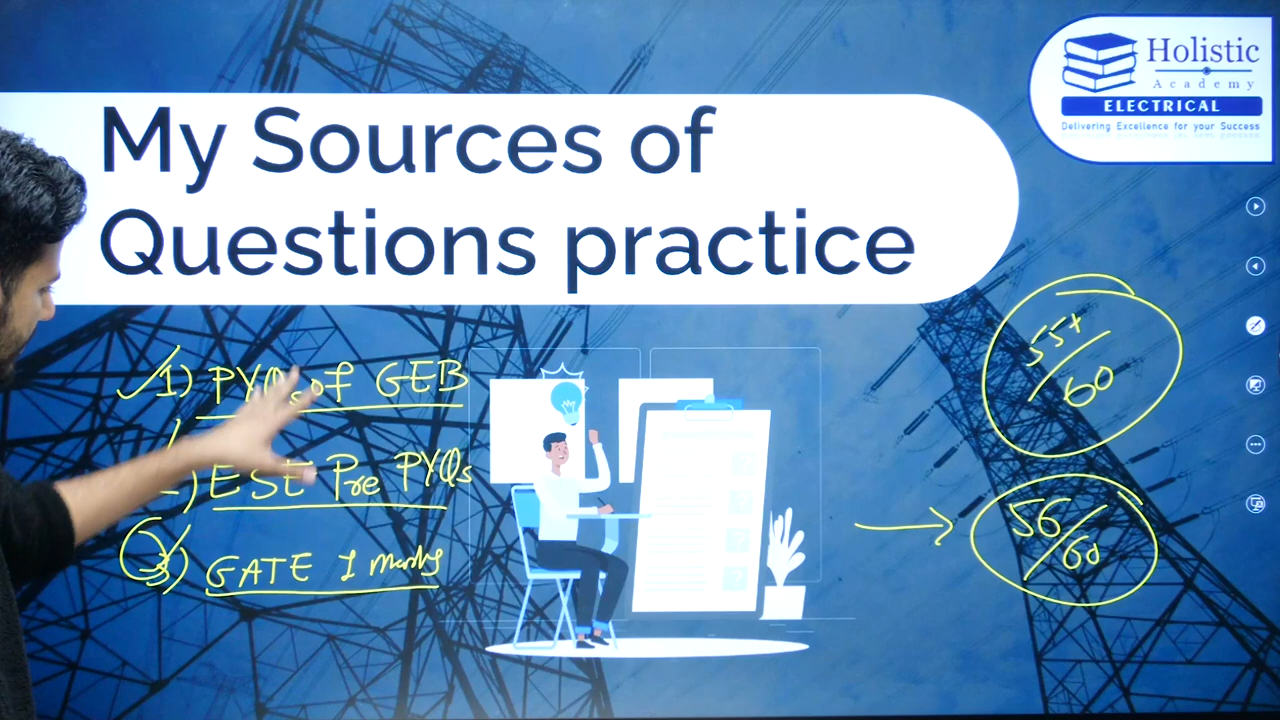 Holistic
Academy
ELECTRICAL
Delivering Excellence for your Success
My Sources of
Questions practice
1) PYQs of GEB
ESE Pre PYQs
3) GATE 1 marks
55+/60
56/60